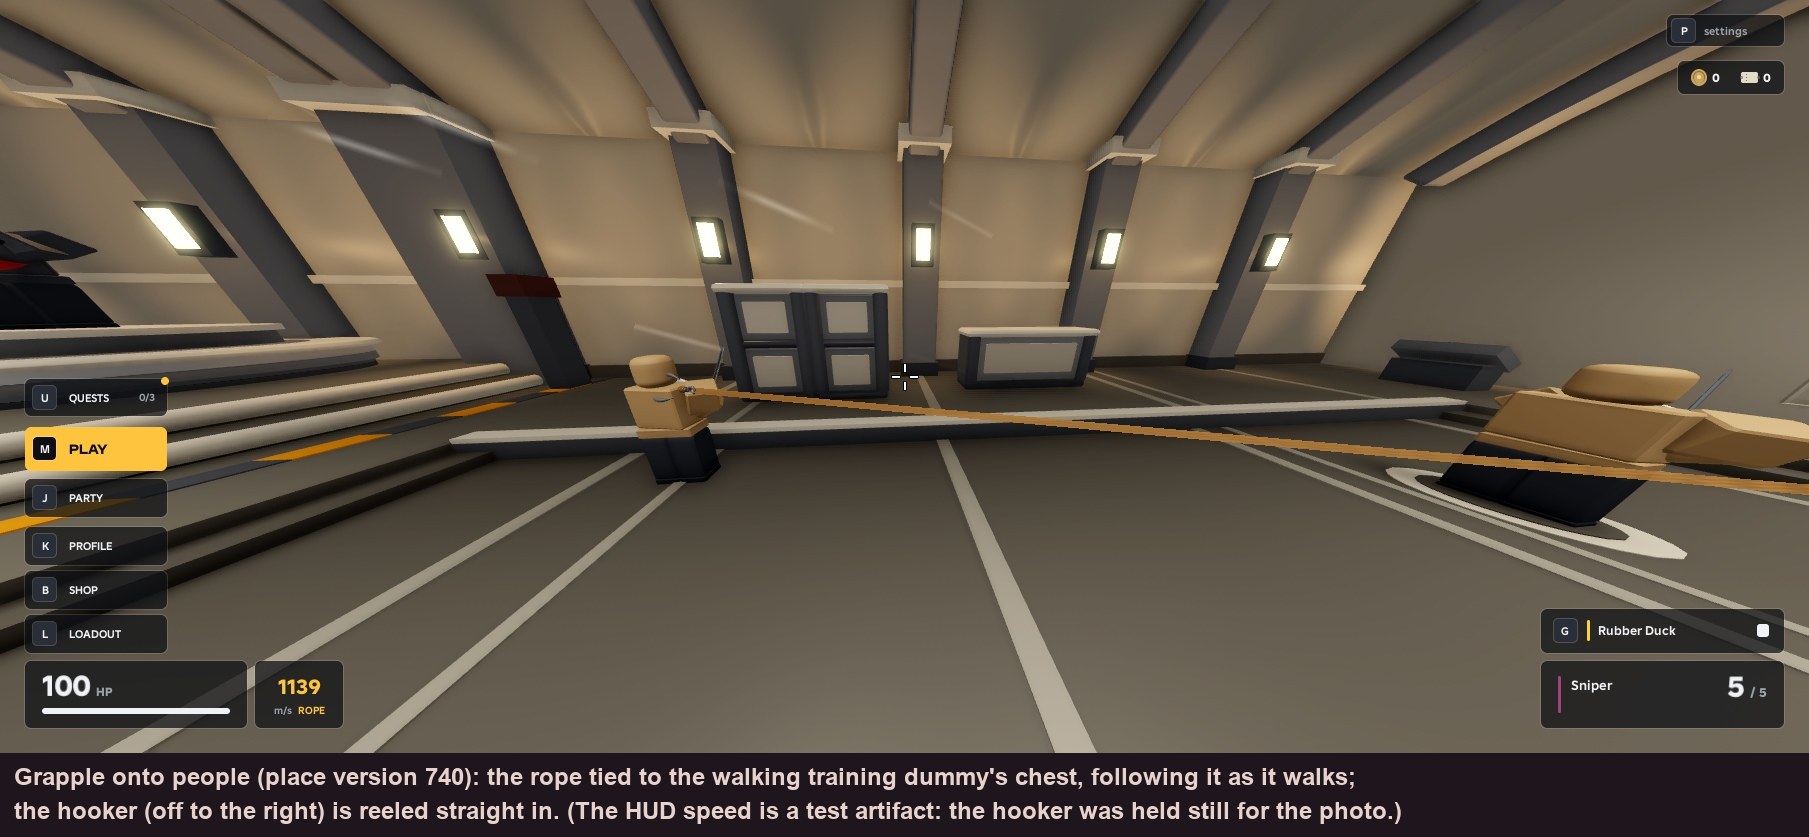 P settings
0 0
U QUESTS 0/3
M PLAY
J PARTY
K PROFILE
B SHOP
L LOADOUT
100 HP
1139
m/s ROPE
G Rubber Duck
Sniper 5 / 5
Grapple onto people (place version 740): the rope tied to the walking training dummy's chest, following it as it walks;
the hooker (off to the right) is reeled straight in. (The HUD speed is a test artifact: the hooker was held still for the photo.)